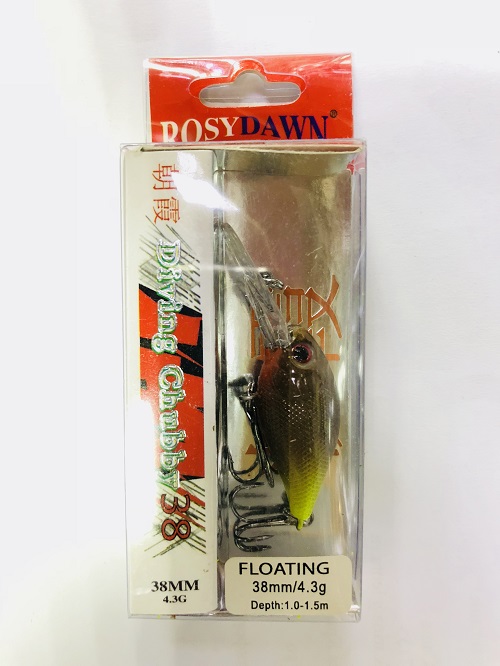 ROSYDAWN®
朝霞
Diving Chubby 38
38MM
4.3G
FLOATING
38mm/4.3g
Depth:1.0-1.5m